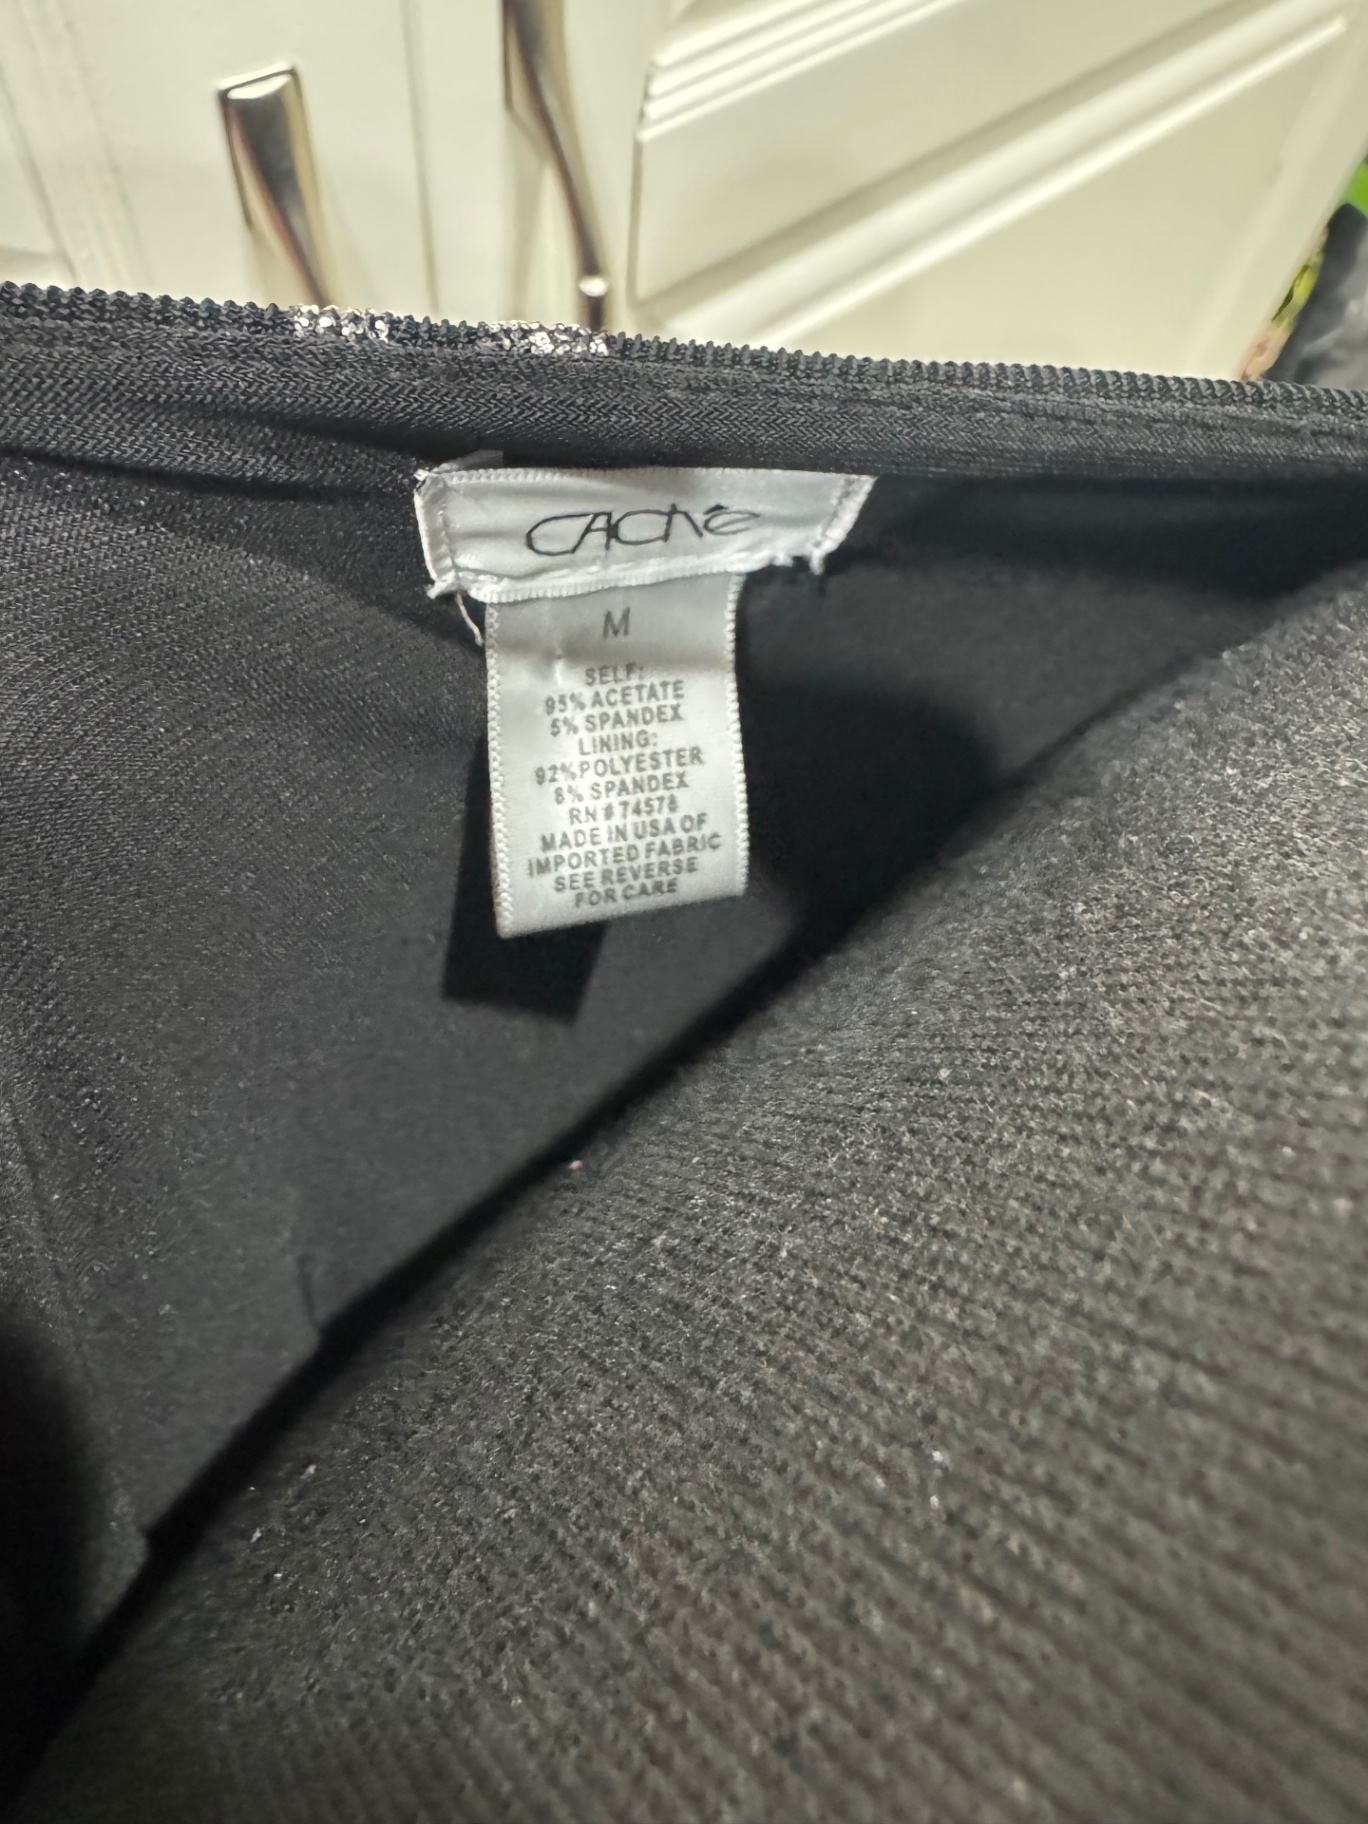 CACHé
M
SELF:
95% ACETATE
5% SPANDEX
LINING:
92% POLYESTER
8% SPANDEX
RN # 74578
MADE IN USA OF
IMPORTED FABRIC
SEE REVERSE
FOR CARE